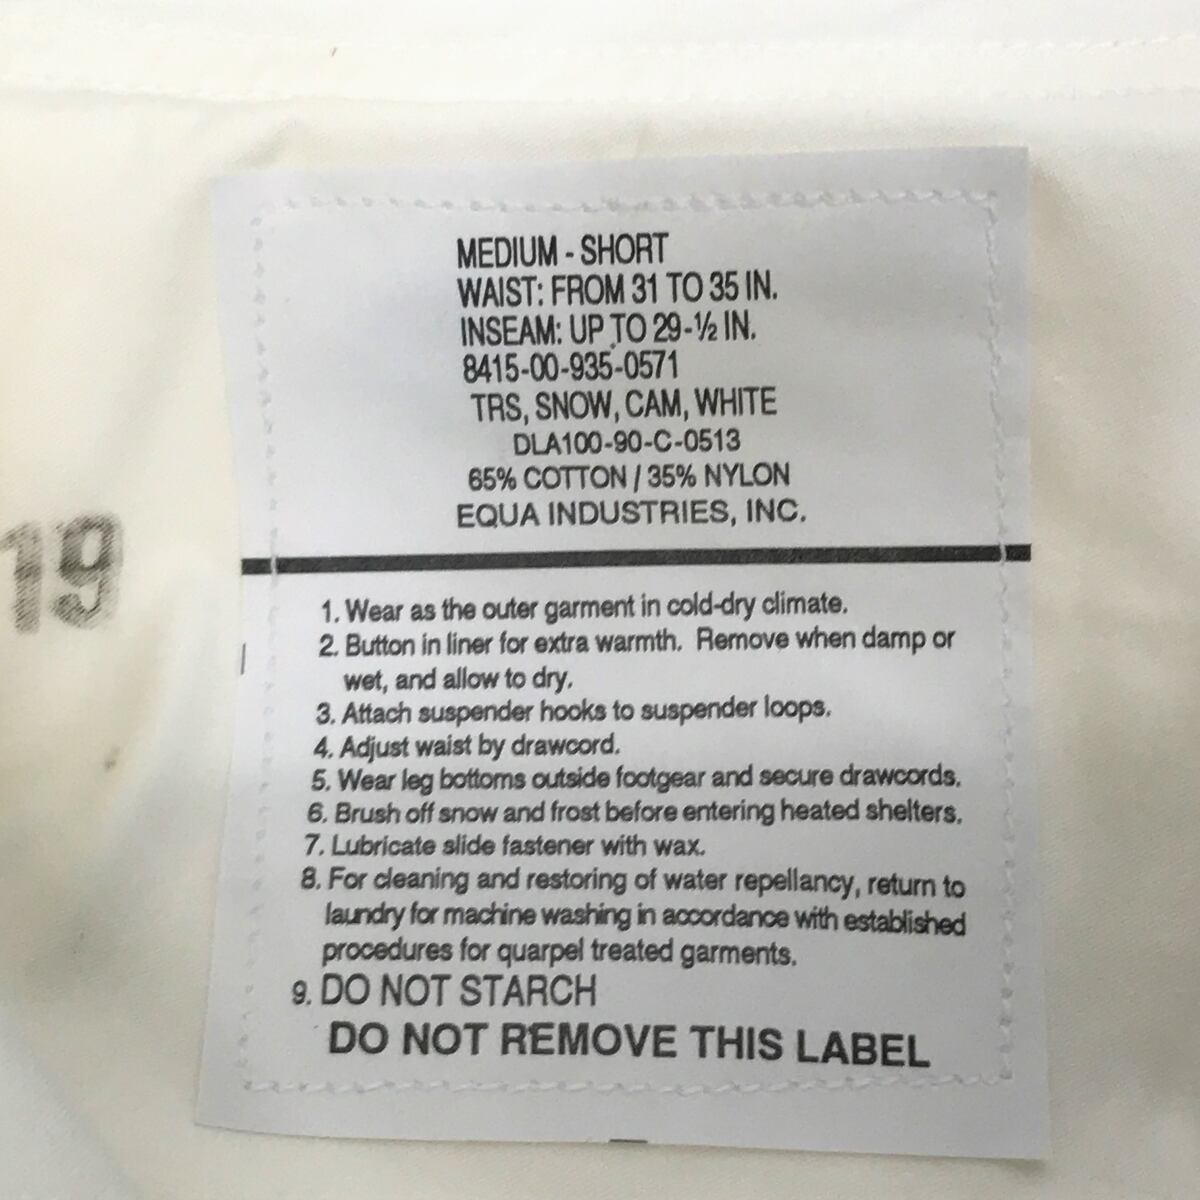 MEDIUM - SHORT
WAIST: FROM 31 TO 35 IN.
INSEAM: UP TO 29-½ IN.
8415-00-935-0571
TRS, SNOW, CAM, WHITE
DLA100-90-C-0513
65% COTTON / 35% NYLON
EQUA INDUSTRIES, INC.
19
1. Wear as the outer garment in cold-dry climate.
2. Button in liner for extra warmth. Remove when damp or
wet, and allow to dry.
3. Attach suspender hooks to suspender loops.
4. Adjust waist by drawcord.
5. Wear leg bottoms outside footgear and secure drawcords.
6. Brush off snow and frost before entering heated shelters.
7. Lubricate slide fastener with wax.
8. For cleaning and restoring of water repellancy, return to
laundry for machine washing in accordance with established
procedures for quarpel treated garments.
9. DO NOT STARCH
DO NOT REMOVE THIS LABEL